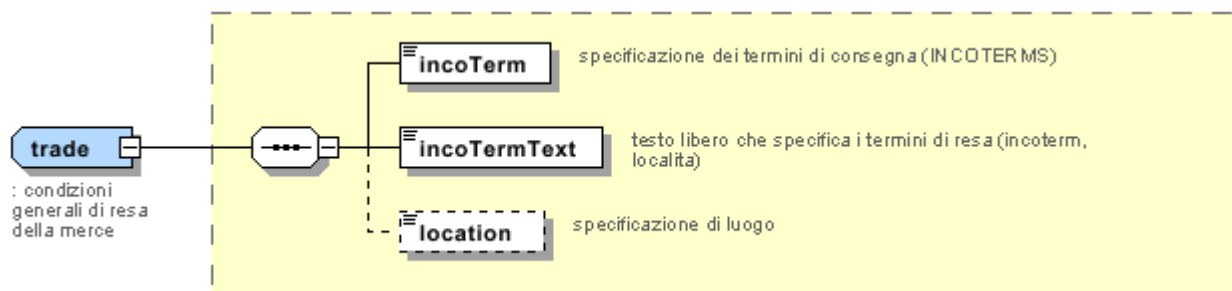 incoTerm
specificazione dei termini di consegna (INCOTERMS)
trade
incoTermText
testo libero che specifica i termini di resa (incoterm,
localita)
: condizioni
generali di resa
della merce
location
specificazione di luogo